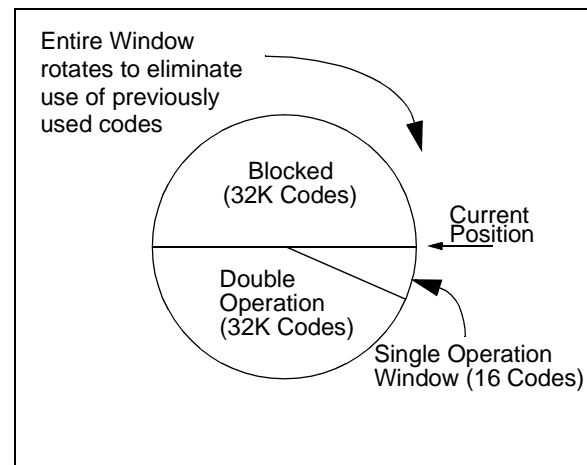 Entire Window
rotates to eliminate
use of previously
used codes
Blocked
(32K Codes)
Current
Position
Double
Operation
(32K Codes)
Single Operation
Window (16 Codes)